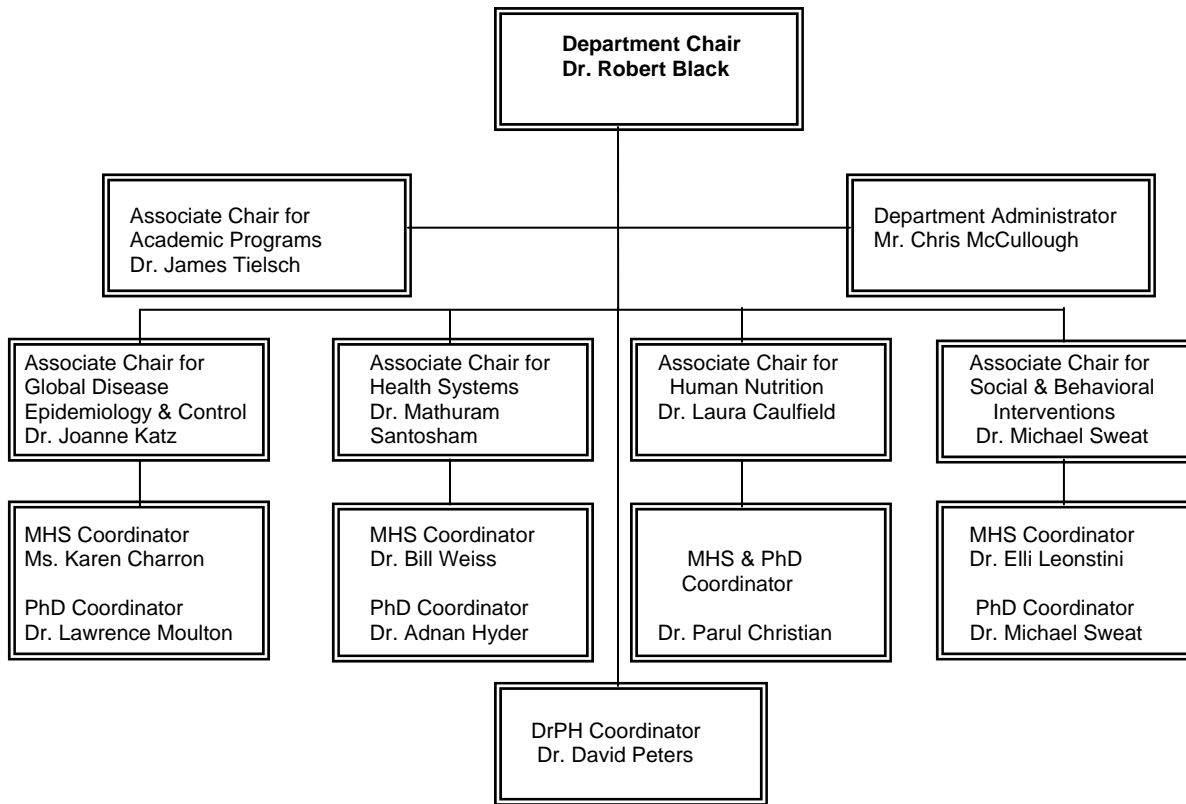 Department Chair
Dr. Robert Black
Associate Chair for
Academic Programs
Dr. James Tielsch
Department Administrator
Mr. Chris McCullough
Associate Chair for
Global Disease
Epidemiology & Control
Dr. Joanne Katz
Associate Chair for
Health Systems
Dr. Mathuram
Santosham
Associate Chair for
Human Nutrition
Dr. Laura Caulfield
Associate Chair for
Social & Behavioral
Interventions
Dr. Michael Sweat
MHS Coordinator
Ms. Karen Charron
PhD Coordinator
Dr. Lawrence Moulton
MHS Coordinator
Dr. Bill Weiss
PhD Coordinator
Dr. Adnan Hyder
MHS & PhD
Coordinator
Dr. Parul Christian
MHS Coordinator
Dr. Elli Leonstini
PhD Coordinator
Dr. Michael Sweat
DrPH Coordinator
Dr. David Peters